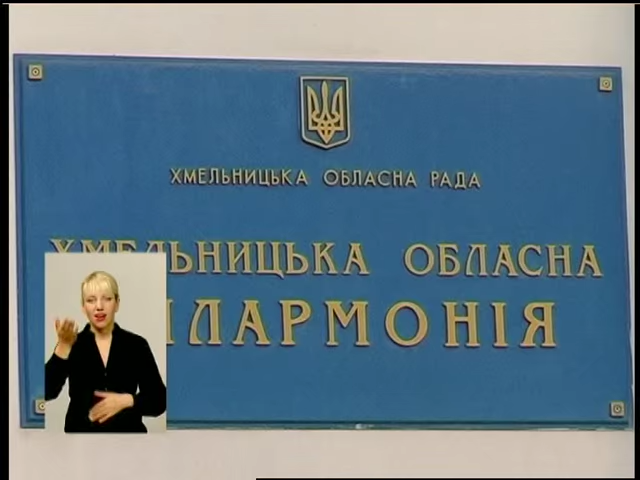 ХМЕЛЬНИЦЬКА ОБЛАСНА РАДА
ХМЕЛЬНИЦЬКА ОБЛАСНА
ІЛАРМОНІЯ